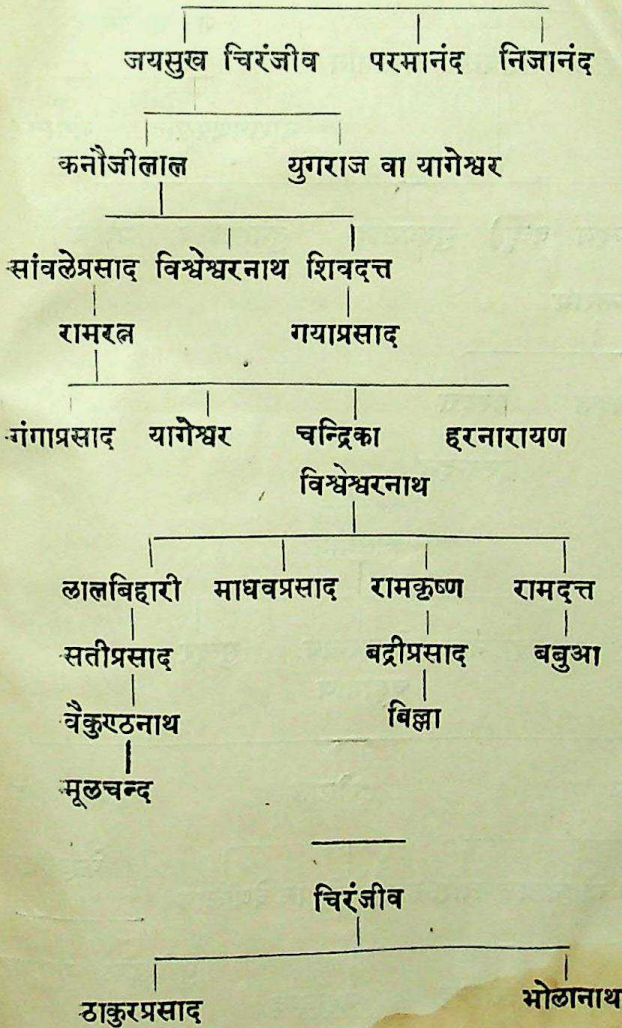 जयसुख चिरंजीव परमानंद निजानंद
कनौजीलाल युगराज वा यागेश्वर
सांवलेप्रसाद विश्वेश्वरनाथ शिवदत्त
रामरत्न गयाप्रसाद
गंगाप्रसाद यागेश्वर चन्द्रिका हरनारायण
विश्वेश्वरनाथ
लालबिहारी माधवप्रसाद रामकृष्ण रामदत्त
सतीप्रसाद बद्रीप्रसाद बबुआ
वैकुण्ठनाथ बिल्ला
मूलचन्द
चिरंजीव
ठाकुरप्रसाद भोलानाथ